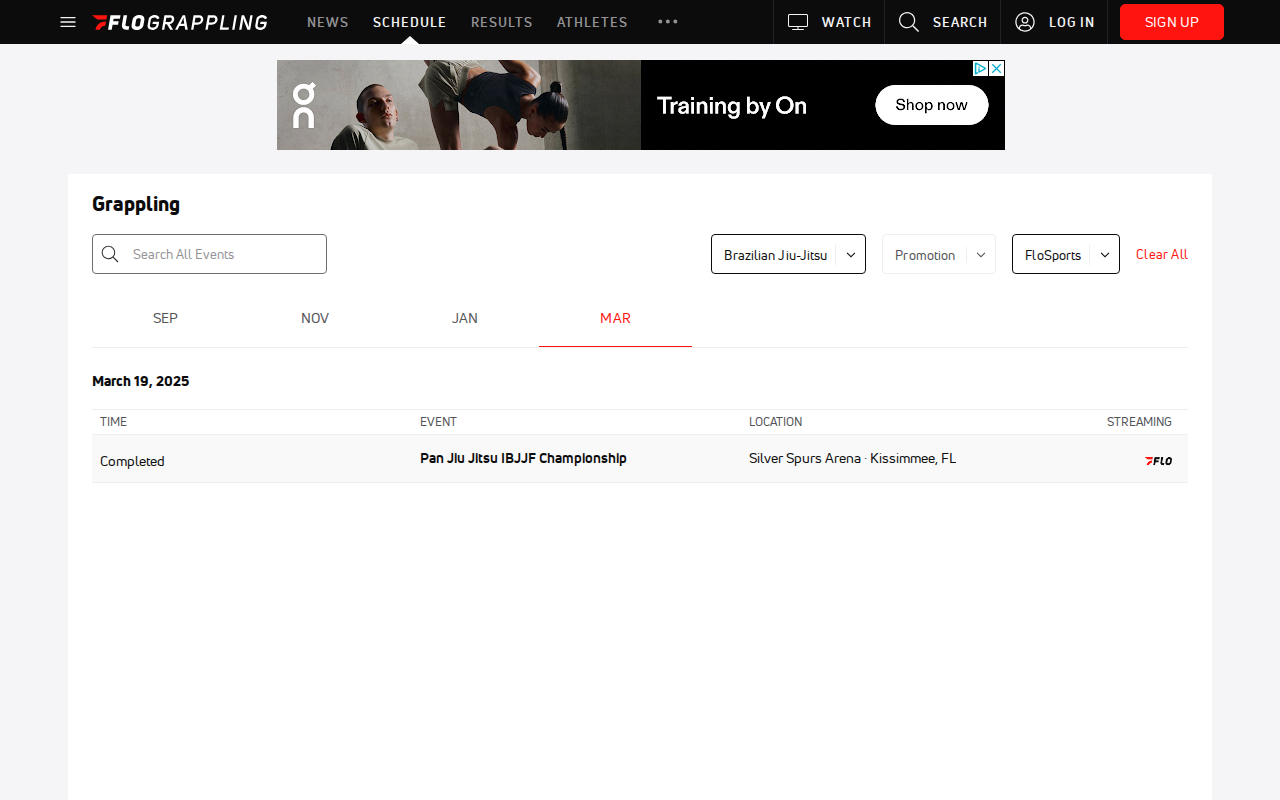 FLOGRAPPLING NEWS SCHEDULE RESULTS ATHLETES WATCH SEARCH LOG IN SIGN UP
on Training by On Shop now
Grappling
Search All Events Brazilian Jiu-Jitsu Promotion FloSports Clear All
SEP NOV JAN MAR
March 19, 2025
TIME EVENT LOCATION STREAMING
Completed Pan Jiu Jitsu IBJJF Championship Silver Spurs Arena · Kissimmee, FL FLO